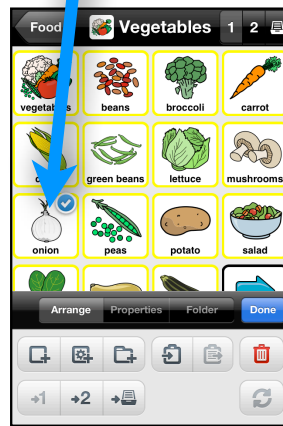 Food Vegetables 1 2
vegetables beans broccoli carrot
green beans lettuce mushrooms
onion peas potato salad
Arrange Properties Folder Done
→1 →2 →